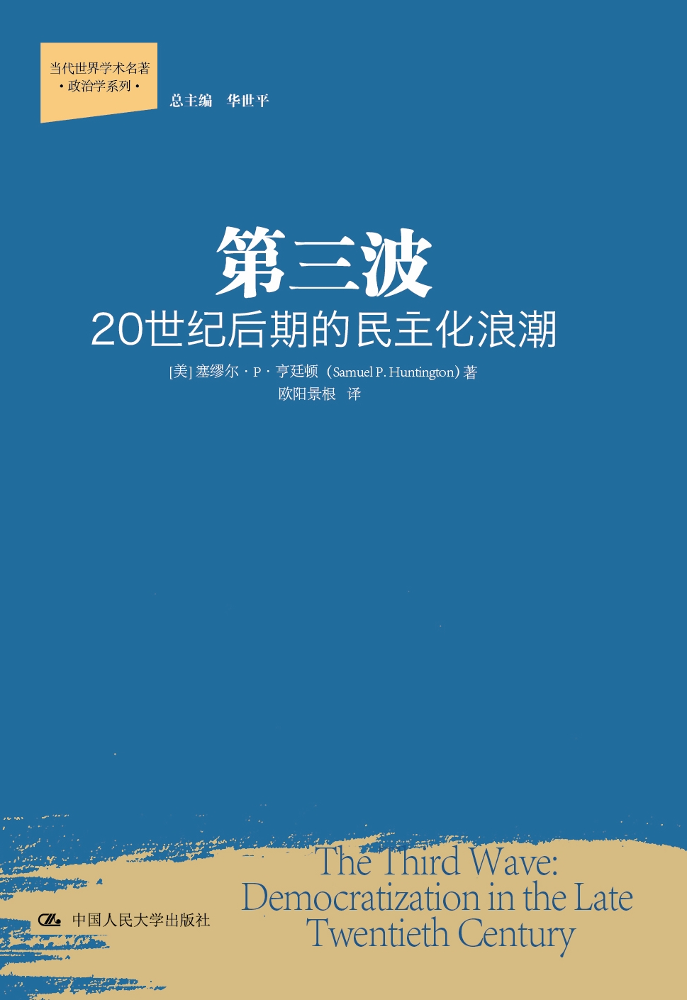 当代世界学术名著
·政治学系列·
总主编 华世平
第三波
20世纪后期的民主化浪潮
[美] 塞缪尔·P·亨廷顿（Samuel P. Huntington）著
欧阳景根 译
The Third Wave:
Democratization in the Late
Twentieth Century
中国人民大学出版社